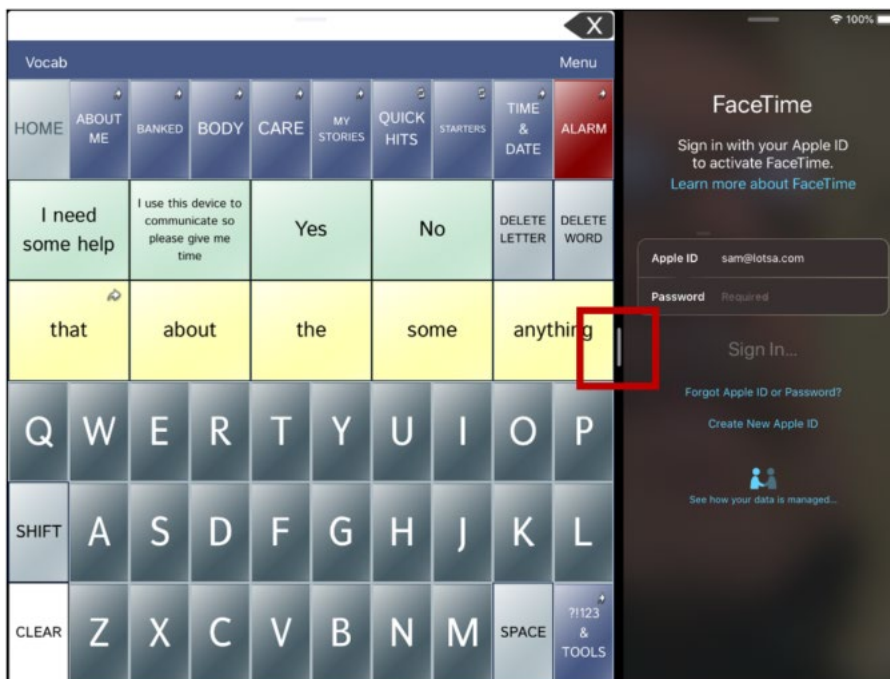 X
100%
Vocab
Menu
HOME
ABOUT
ME
BANKED
BODY
CARE
MY
STORIES
QUICK
HITS
STARTERS
TIME
&
DATE
ALARM
I need
some help
I use this device to
communicate so
please give me
time
Yes
No
DELETE
LETTER
DELETE
WORD
that
about
the
some
anything
Q W E R T Y U I O P
SHIFT A S D F G H J K L
CLEAR Z X C V B N M SPACE
?!123
&
TOOLS
FaceTime
Sign in with your Apple ID
to activate FaceTime.
Learn more about FaceTime
Apple ID sam@lotsa.com
Password Required
Sign In...
Forgot Apple ID or Password?
Create New Apple ID
See how your data is managed...